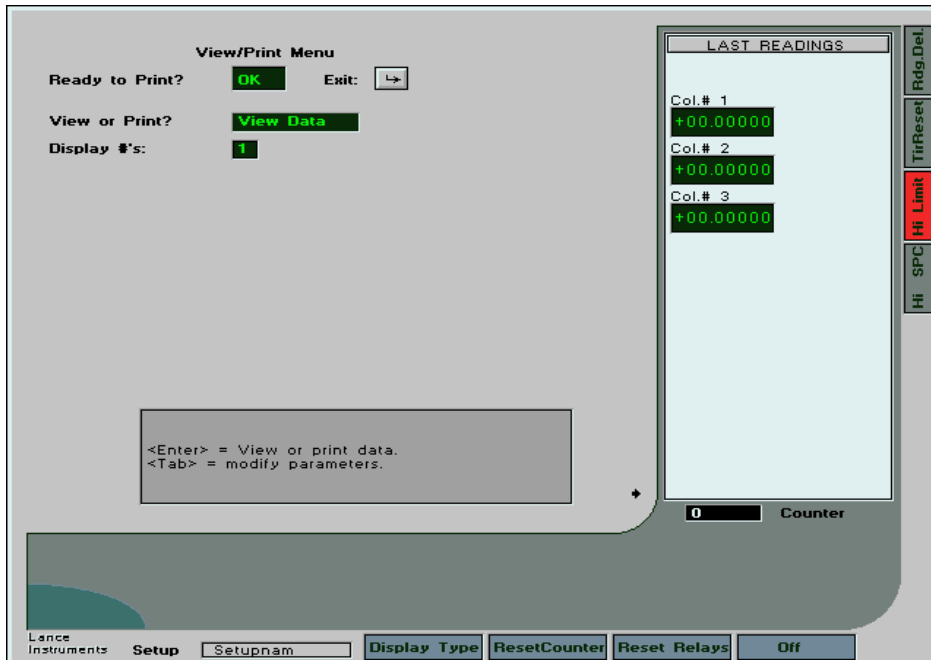 View/Print Menu
Ready to Print? OK Exit:
View or Print? View Data
Display #'s: 1
<Enter> = View or print data.
<Tab> = modify parameters.
LAST READINGS
Col.# 1
+00.00000
Col.# 2
+00.00000
Col.# 3
+00.00000
0 Counter
Rdg.Del.
TirReset
Hi Limit
Hi SPC
Lance
Instruments Setup Setupnam Display Type ResetCounter Reset Relays Off